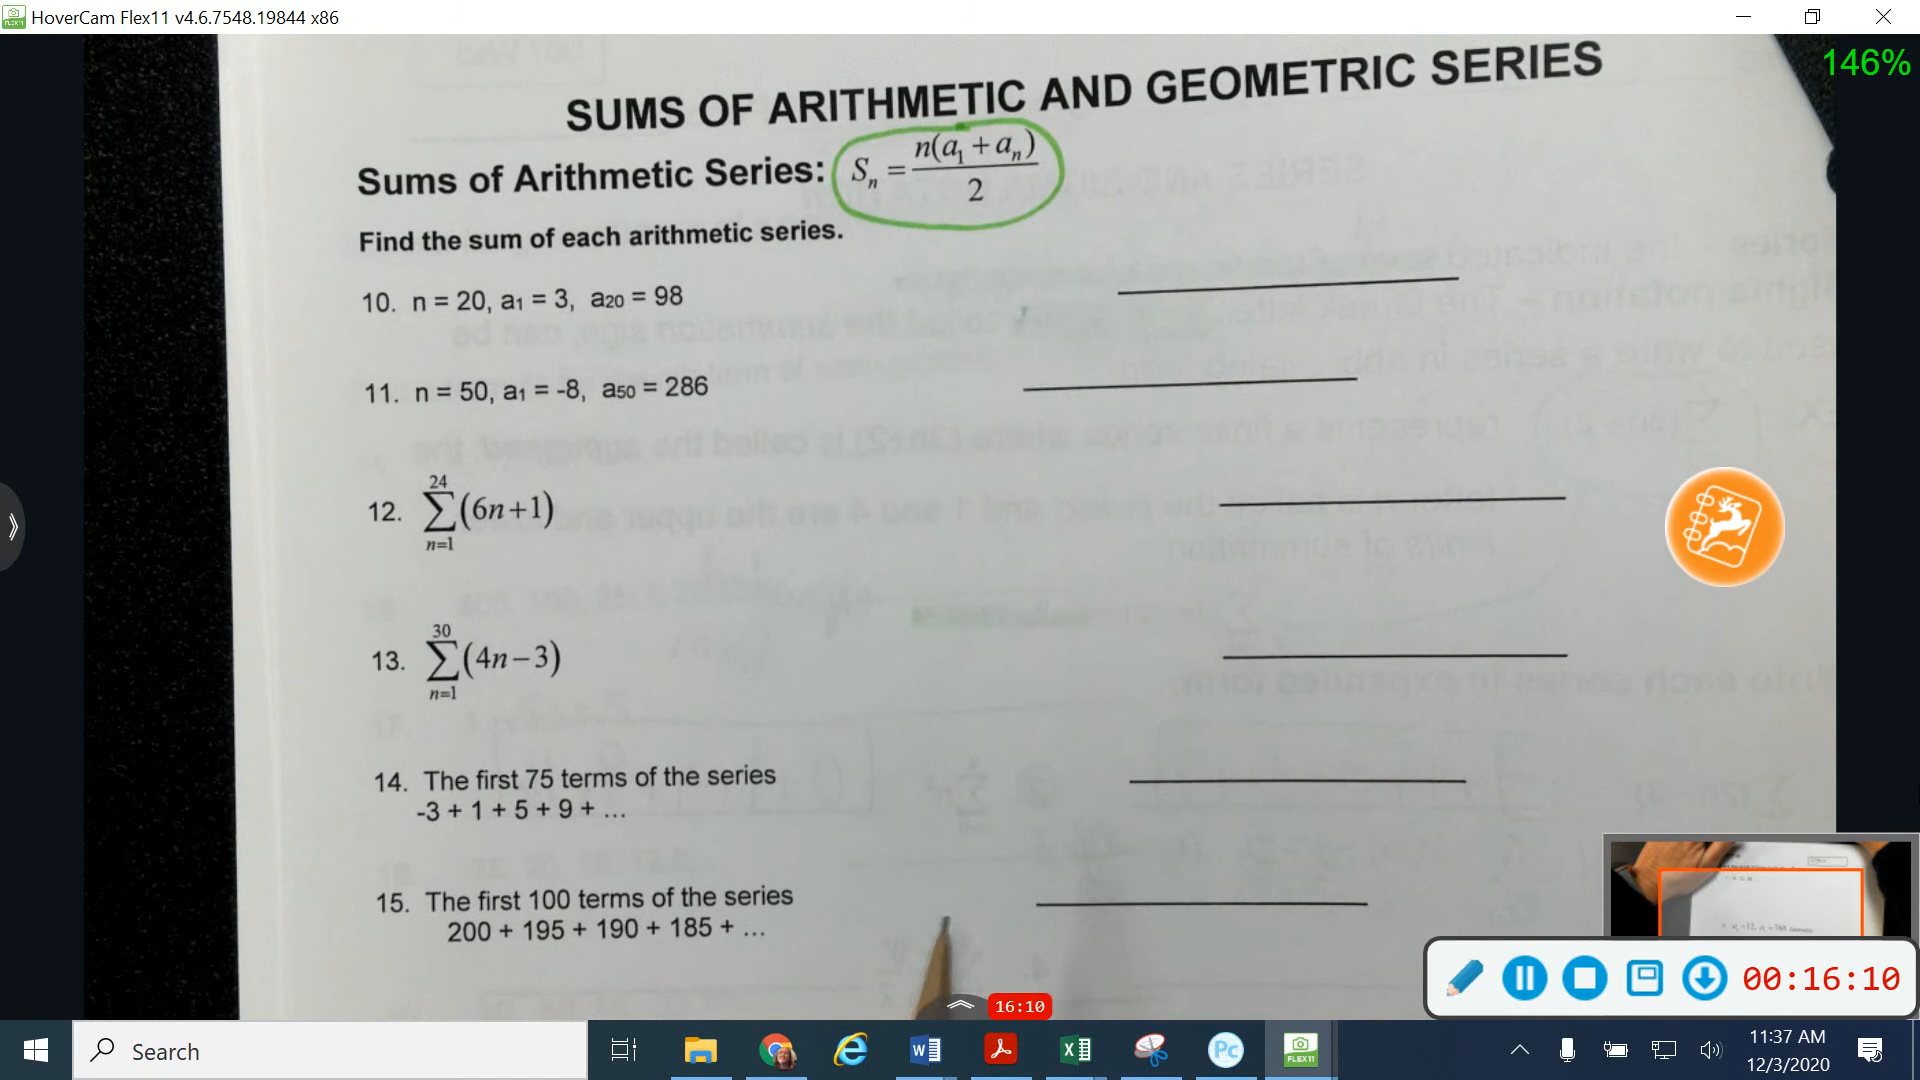 HoverCam Flex11 v4.6.7548.19844 x86
146%
SUMS OF ARITHMETIC AND GEOMETRIC SERIES
Sums of Arithmetic Series: Sₙ = n(a₁ + aₙ) / 2
Find the sum of each arithmetic series.
10. n = 20, a₁ = 3, a₂₀ = 98
11. n = 50, a₁ = -8, a₅₀ = 286
24
12. ∑(6n+1)
n=1
30
13. ∑(4n−3)
n=1
14. The first 75 terms of the series
-3 + 1 + 5 + 9 + ...
15. The first 100 terms of the series
200 + 195 + 190 + 185 + ...
00:16:10
16:10
Search
Pc
FLEX11
11:37 AM
12/3/2020